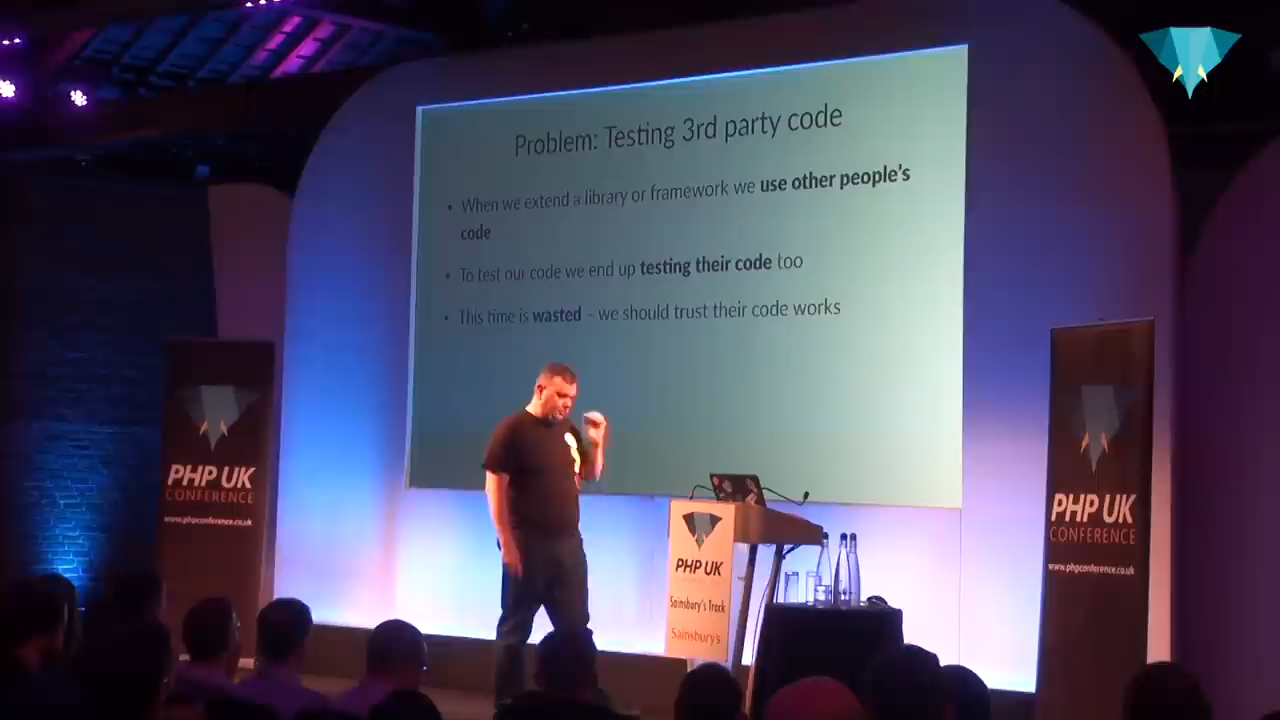 Problem: Testing 3rd party code
• When we extend a library or framework we use other people's
code
• To test our code we end up testing their code too
• This time is wasted – we should trust their code works
PHP UK
CONFERENCE
www.phpconference.co.uk
PHP UK
Sainsbury's Track
Sainsbury's
PHP UK
CONFERENCE
www.phpconference.co.uk